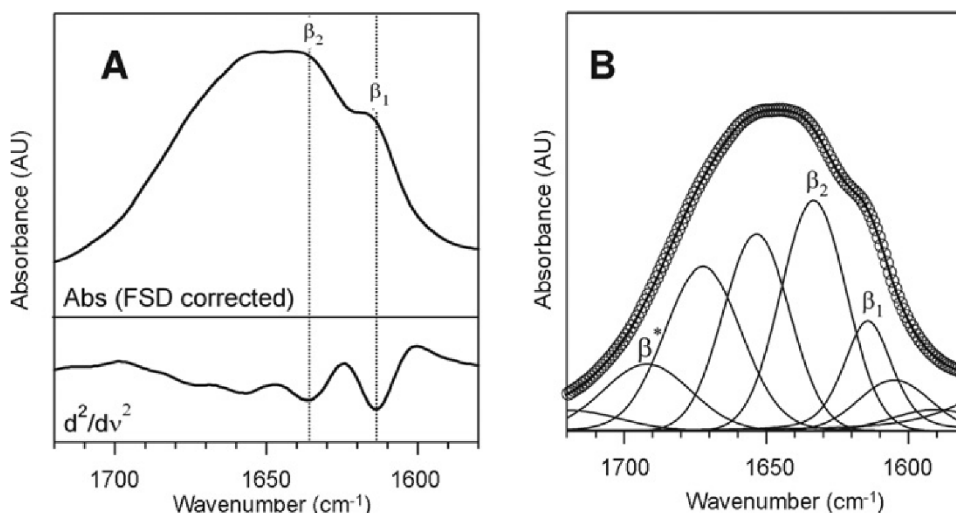 A
β₂
β₁
Absorbance (AU)
Abs (FSD corrected)
d²/dν²
1700
1650
1600
Wavenumber (cm⁻¹)
B
β₂
β₁
β*
Absorbance (AU)
1700
1650
1600
Wavenumber (cm⁻¹)